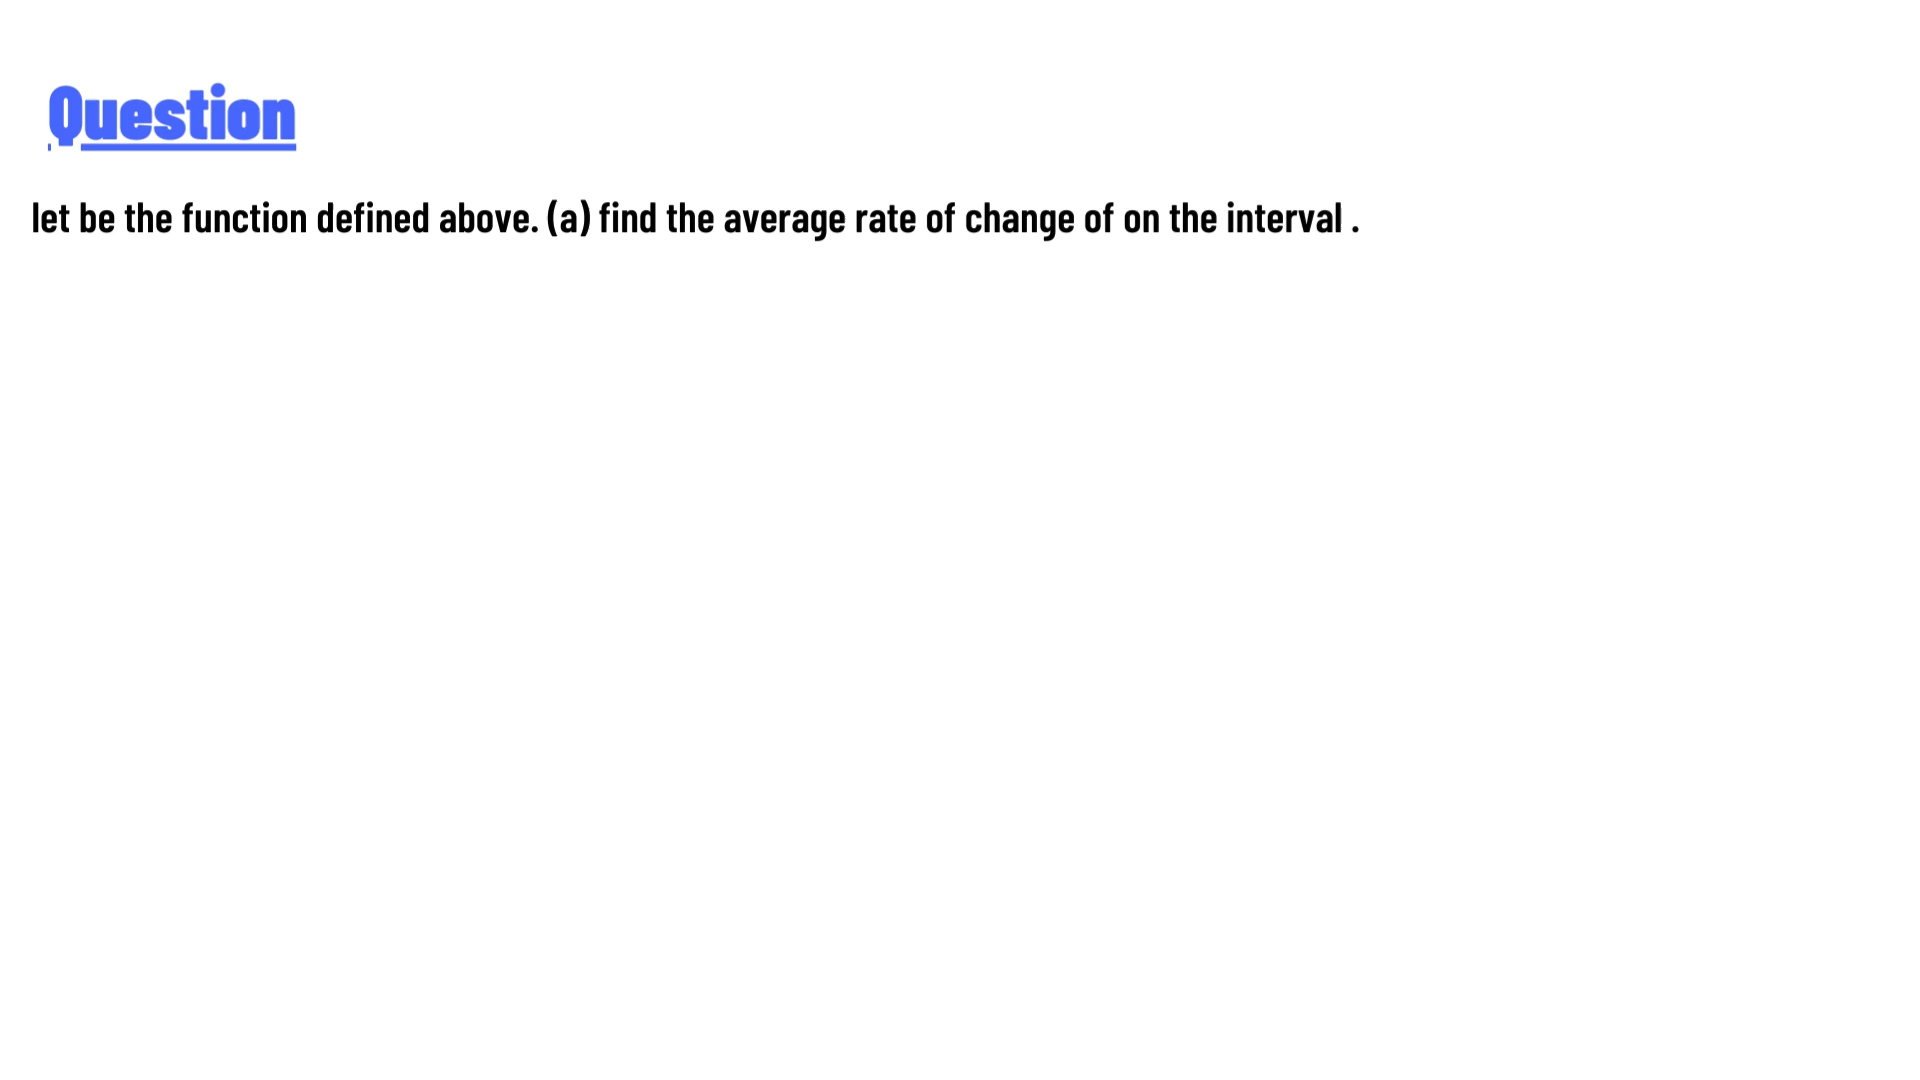 Question
let be the function defined above. (a) find the average rate of change of on the interval .